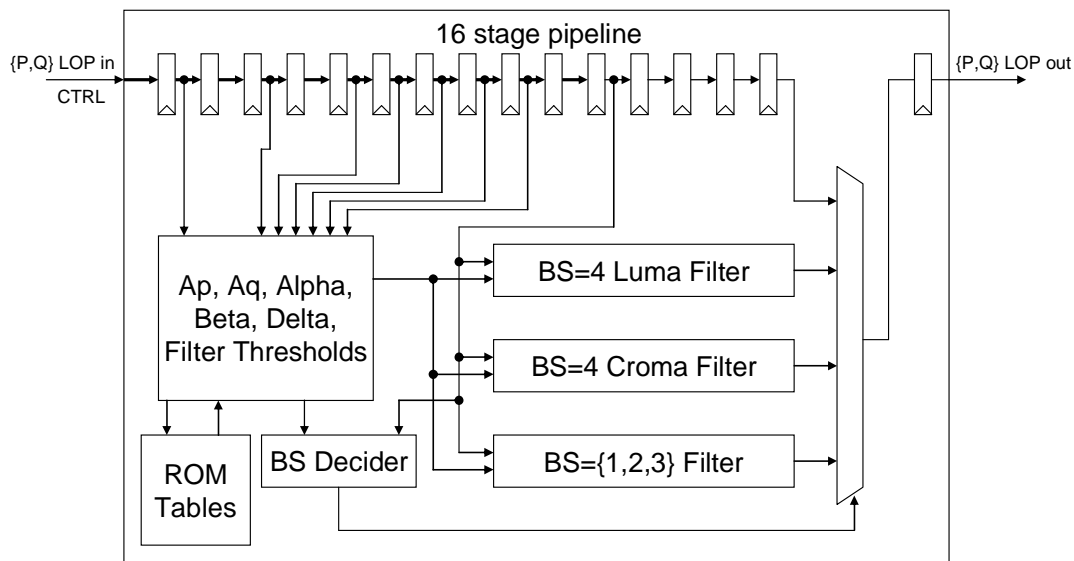 16 stage pipeline
{P,Q} LOP in
CTRL
{P,Q} LOP out
Ap, Aq, Alpha,
Beta, Delta,
Filter Thresholds
BS=4 Luma Filter
BS=4 Croma Filter
BS={1,2,3} Filter
BS Decider
ROM
Tables